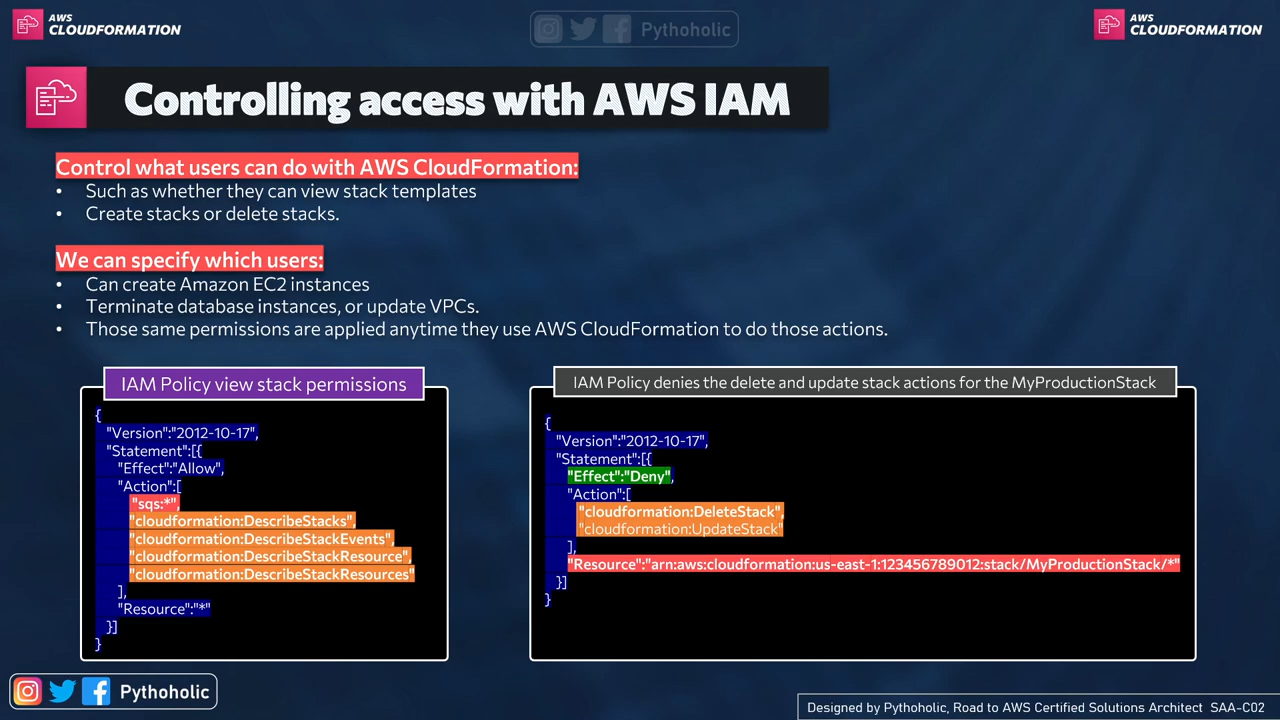 AWS
CLOUDFORMATION
Pythoholic
AWS
CLOUDFORMATION
Controlling access with AWS IAM
Control what users can do with AWS CloudFormation:
• Such as whether they can view stack templates
• Create stacks or delete stacks.
We can specify which users:
• Can create Amazon EC2 instances
• Terminate database instances, or update VPCs.
• Those same permissions are applied anytime they use AWS CloudFormation to do those actions.
IAM Policy view stack permissions
{
"Version":"2012-10-17",
"Statement":[{
"Effect":"Allow",
"Action":[
"sqs:*",
"cloudformation:DescribeStacks",
"cloudformation:DescribeStackEvents",
"cloudformation:DescribeStackResource",
"cloudformation:DescribeStackResources"
],
"Resource":"*"
}]
}
IAM Policy denies the delete and update stack actions for the MyProductionStack
{
"Version":"2012-10-17",
"Statement":[{
"Effect":"Deny",
"Action":[
"cloudformation:DeleteStack",
"cloudformation:UpdateStack"
],
"Resource":"arn:aws:cloudformation:us-east-1:123456789012:stack/MyProductionStack/*"
}]
}
Pythoholic
Designed by Pythoholic, Road to AWS Certified Solutions Architect SAA-C02